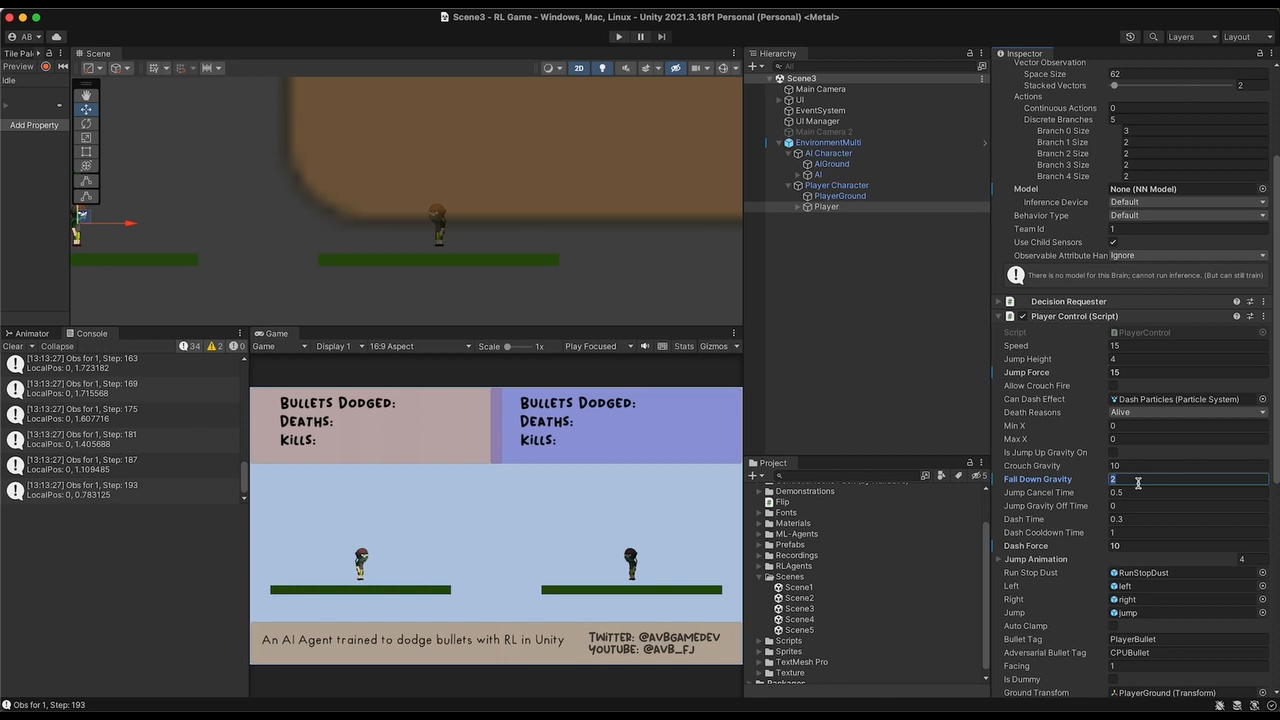 Scene3 - RL Game - Windows, Mac, Linux - Unity 2021.3.18f1 Personal (Personal) <Metal>
AB
Layers
Layout
Tile Pal
Preview
Idle
Add Property
Scene
2D
Hierarchy
All
Scene3
Main Camera
UI
EventSystem
UI Manager
Main Camera 2
EnvironmentMulti
AI Character
AIGround
AI
Player Character
PlayerGround
Player
Animator
Console
Clear
Collapse
34
2
0
[13:13:27] Obs for 1, Step: 163
LocalPos: 0, 1.723182
[13:13:27] Obs for 1, Step: 169
LocalPos: 0, 1.715568
[13:13:27] Obs for 1, Step: 175
LocalPos: 0, 1.607716
[13:13:27] Obs for 1, Step: 181
LocalPos: 0, 1.405688
[13:13:27] Obs for 1, Step: 187
LocalPos: 0, 1.109485
[13:13:27] Obs for 1, Step: 193
LocalPos: 0, 0.783125
Game
Game
Display 1
16:9 Aspect
Scale
1x
Play Focused
Stats
Gizmos
Bullets Dodged:
Deaths:
Kills:
Bullets Dodged:
Deaths:
Kills:
An AI Agent trained to dodge bullets with RL in Unity
Twitter: @avbgamedev
Youtube: @avb_fj
Project
5
Demonstrations
Flip
Fonts
Materials
ML-Agents
Prefabs
Recordings
RLAgents
Scenes
Scene1
Scene2
Scene3
Scene4
Scene5
Scripts
Sprites
TextMesh Pro
Texture
Inspector
Vector Observation
Space Size 62
Stacked Vectors 2
Actions
Continuous Actions 0
Discrete Branches 5
Branch 0 Size 3
Branch 1 Size 2
Branch 2 Size 2
Branch 3 Size 2
Branch 4 Size 2
Model None (NN Model)
Inference Device Default
Behavior Type Default
Team Id 1
Use Child Sensors
Observable Attribute Han Ignore
There is no model for this Brain; cannot run inference. (But can still train)
Decision Requester
Player Control (Script)
Script PlayerControl
Speed 15
Jump Height 4
Jump Force 15
Allow Crouch Fire
Can Dash Effect Dash Particles (Particle System)
Death Reasons Alive
Min X 0
Max X 0
Is Jump Up Gravity On
Crouch Gravity 10
Fall Down Gravity 2
Jump Cancel Time 0.5
Jump Gravity Off Time 0
Dash Time 0.3
Dash Cooldown Time 1
Dash Force 10
Jump Animation 4
Run Stop Dust RunStopDust
Left left
Right right
Jump jump
Auto Clamp
Bullet Tag PlayerBullet
Adversarial Bullet Tag CPUBullet
Facing 1
Is Dummy
Ground Transform PlayerGround (Transform)
Obs for 1, Step: 193